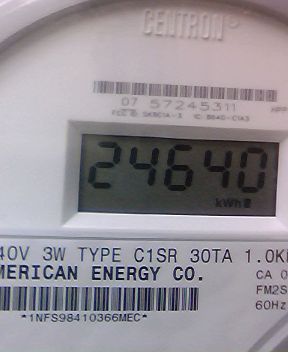 CENTRON
07 57245311
24640
kWh
40V 3W TYPE C1SR 30TA 1.0K
MERICAN ENERGY CO.
CA 0
FM2S
60Hz
*1NFS98410366MEC*